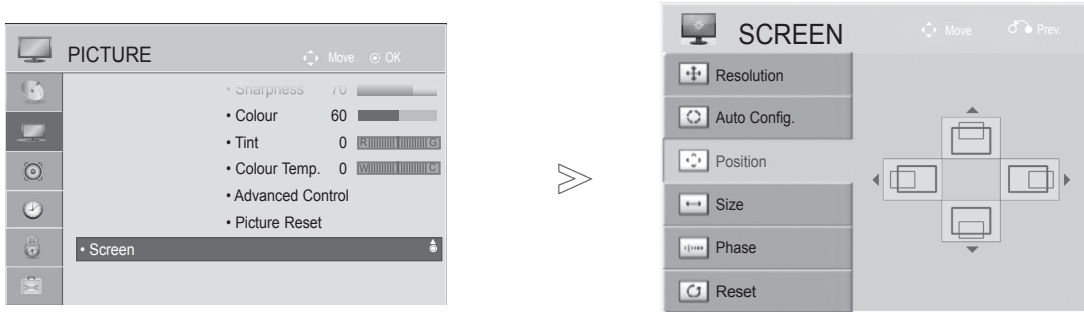 PICTURE
Move OK
• Sharpness 70
• Colour 60
• Tint 0 R G
• Colour Temp. 0 W C
• Advanced Control
• Picture Reset
• Screen
SCREEN
Move Prev.
Resolution
Auto Config.
Position
Size
Phase
Reset